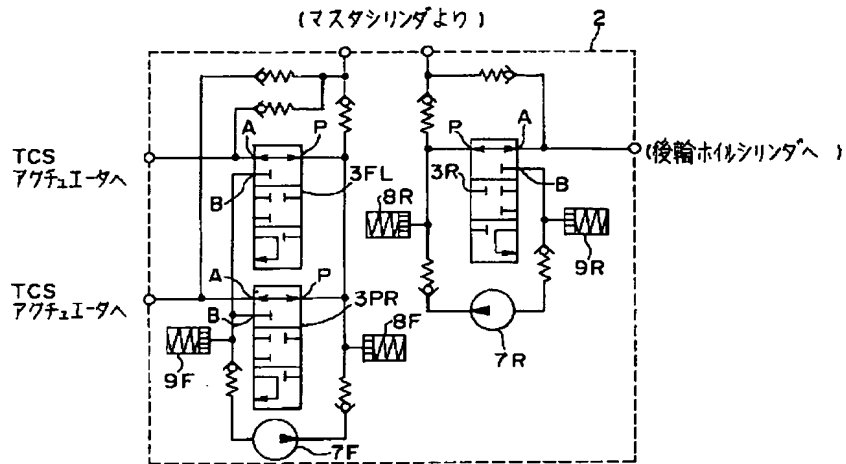 (マスタシリンダより)
2
A
P
P
A
TCS
アクチュエータへ
(後輪ホイルシリンダへ)
3FL
3R
B
B
8R
9R
TCS
アクチュエータへ
A
P
3PR
B
8F
9F
7R
7F